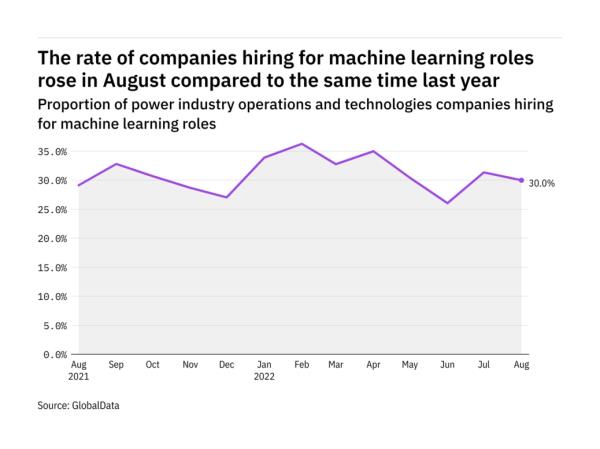 The rate of companies hiring for machine learning roles
rose in August compared to the same time last year
Proportion of power industry operations and technologies companies hiring
for machine learning roles
35.0%
30.0%
30.0%
25.0%
20.0%
15.0%
10.0%
5.0%
0.0%
Aug Sep Oct Nov Dec Jan Feb Mar Apr May Jun Jul Aug
2021 2022
Source: GlobalData